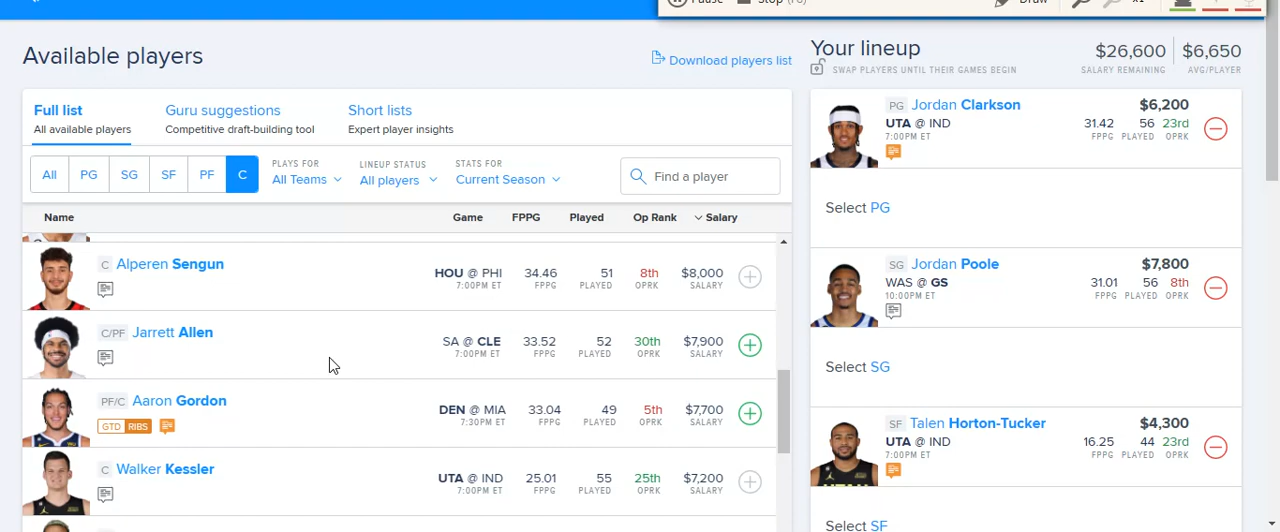 Pause Stop (F8) Draw x1
Available players
Download players list
Full list Guru suggestions Short lists
All available players Competitive draft-building tool Expert player insights
All PG SG SF PF C
PLAYS FOR LINEUP STATUS STATS FOR
All Teams All players Current Season
Find a player
Name Game FPPG Played Op Rank Salary
C Alperen Sengun HOU @ PHI 34.46 51 8th $8,000
7:00PM ET FPPG PLAYED OPRK SALARY
C/PF Jarrett Allen SA @ CLE 33.52 52 30th $7,900
7:00PM ET FPPG PLAYED OPRK SALARY
PF/C Aaron Gordon DEN @ MIA 33.04 49 5th $7,700
GTD RIBS 7:30PM ET FPPG PLAYED OPRK SALARY
C Walker Kessler UTA @ IND 25.01 55 25th $7,200
7:00PM ET FPPG PLAYED OPRK SALARY
Your lineup
SWAP PLAYERS UNTIL THEIR GAMES BEGIN
$26,600 $6,650
SALARY REMAINING AVG/PLAYER
PG Jordan Clarkson $6,200
UTA @ IND 31.42 56 23rd
7:00PM ET FPPG PLAYED OPRK
Select PG
SG Jordan Poole $7,800
WAS @ GS 31.01 56 8th
10:00PM ET FPPG PLAYED OPRK
Select SG
SF Talen Horton-Tucker $4,300
UTA @ IND 16.25 44 23rd
7:00PM ET FPPG PLAYED OPRK
Select SF